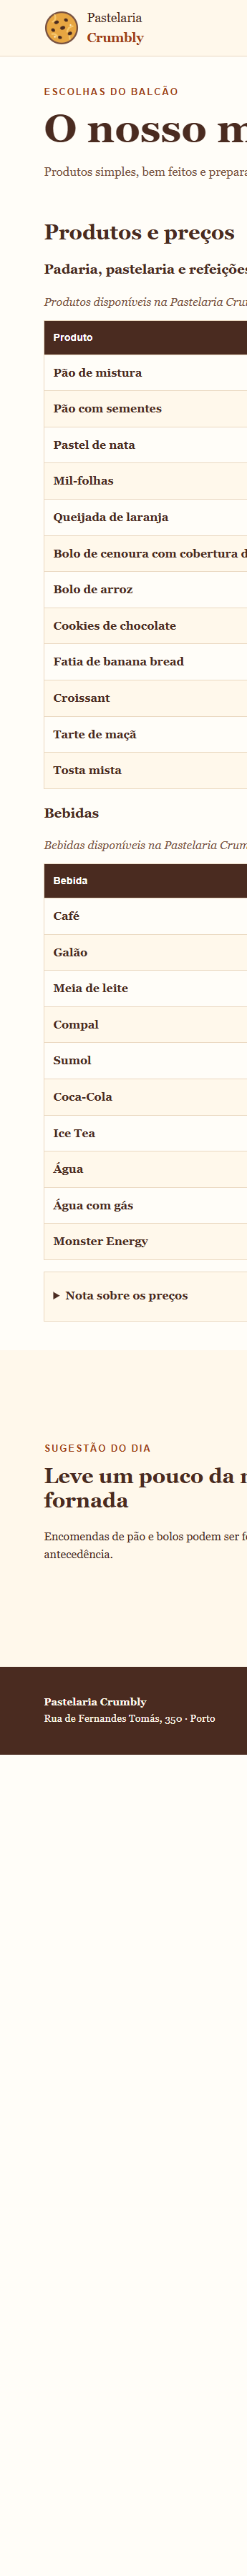 Pastelaria
Crumbly
ESCOLHAS DO BALCÃO
O nosso m
Produtos simples, bem feitos e prepara
Produtos e preços
Padaria, pastelaria e refeições
Produtos disponíveis na Pastelaria Cru
Produto
Pão de mistura
Pão com sementes
Pastel de nata
Mil-folhas
Queijada de laranja
Bolo de cenoura com cobertura d
Bolo de arroz
Cookies de chocolate
Fatia de banana bread
Croissant
Tarte de maçã
Tosta mista
Bebidas
Bebidas disponíveis na Pastelaria Crum
Bebida
Café
Galão
Meia de leite
Compal
Sumol
Coca-Cola
Ice Tea
Água
Água com gás
Monster Energy
Nota sobre os preços
SUGESTÃO DO DIA
Leve um pouco da n
fornada
Encomendas de pão e bolos podem ser fe
antecedência.
Pastelaria Crumbly
Rua de Fernandes Tomás, 350 · Porto